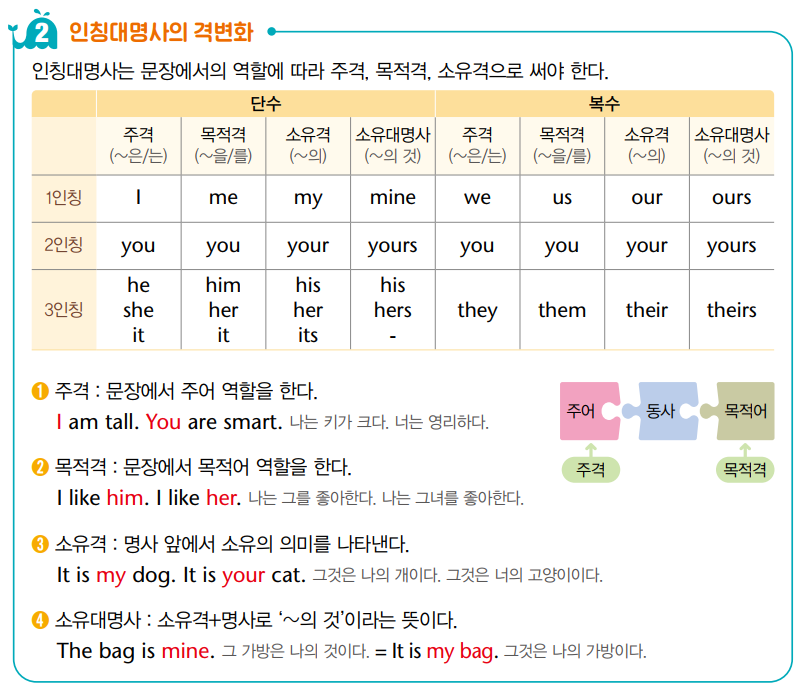 2 인칭대명사의 격변화
인칭대명사는 문장에서의 역할에 따라 주격, 목적격, 소유격으로 써야 한다.
단수 복수
주격 목적격 소유격 소유대명사 주격 목적격 소유격 소유대명사
(~은/는) (~을/를) (~의) (~의 것) (~은/는) (~을/를) (~의) (~의 것)
1인칭 I me my mine we us our ours
2인칭 you you your yours you you your yours
he him his his
3인칭 she her her hers they them their theirs
it it its -
1 주격 : 문장에서 주어 역할을 한다.
I am tall. You are smart. 나는 키가 크다. 너는 영리하다.
주어 동사 목적어
주격 목적격
2 목적격 : 문장에서 목적어 역할을 한다.
I like him. I like her. 나는 그를 좋아한다. 나는 그녀를 좋아한다.
3 소유격 : 명사 앞에서 소유의 의미를 나타낸다.
It is my dog. It is your cat. 그것은 나의 개이다. 그것은 너의 고양이이다.
4 소유대명사 : 소유격+명사로 ‘~의 것’이라는 뜻이다.
The bag is mine. 그 가방은 나의 것이다. = It is my bag. 그것은 나의 가방이다.